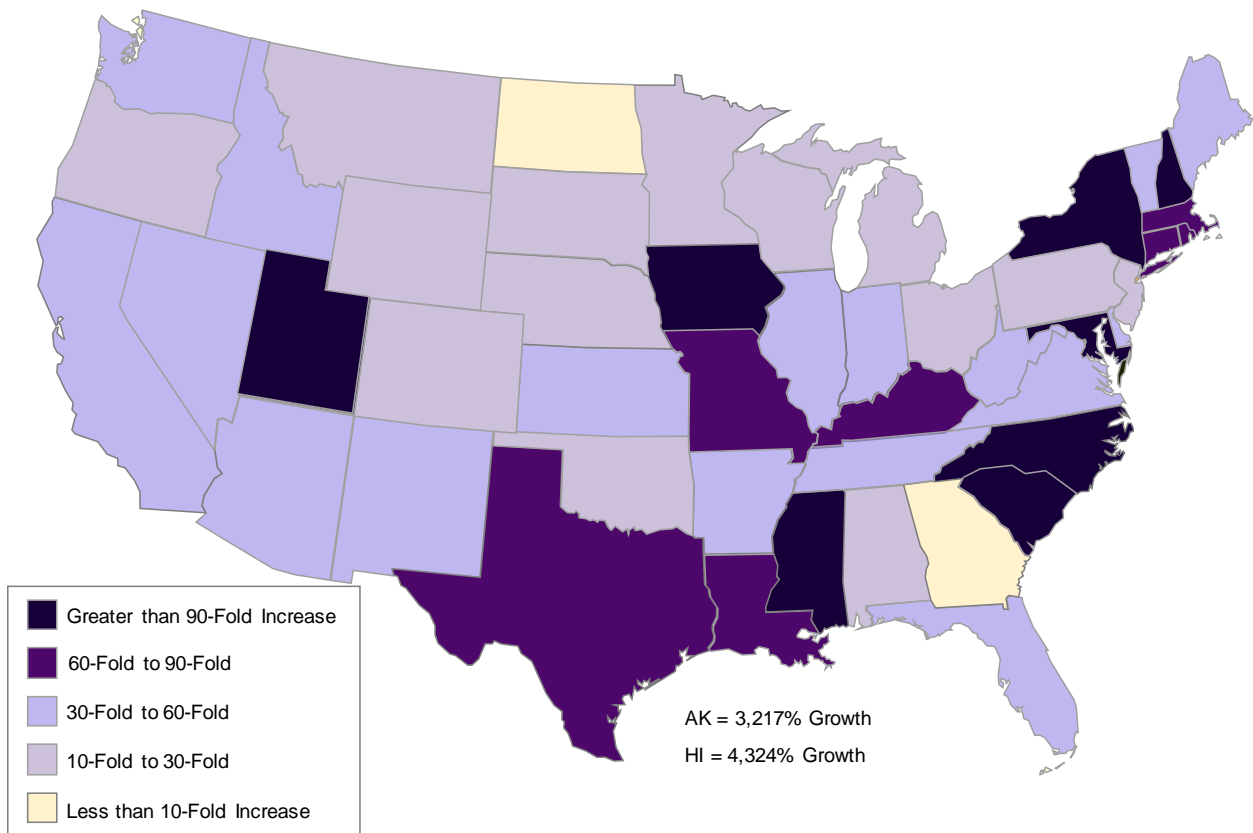 Greater than 90-Fold Increase
60-Fold to 90-Fold
30-Fold to 60-Fold
10-Fold to 30-Fold
Less than 10-Fold Increase
AK = 3,217% Growth
HI = 4,324% Growth